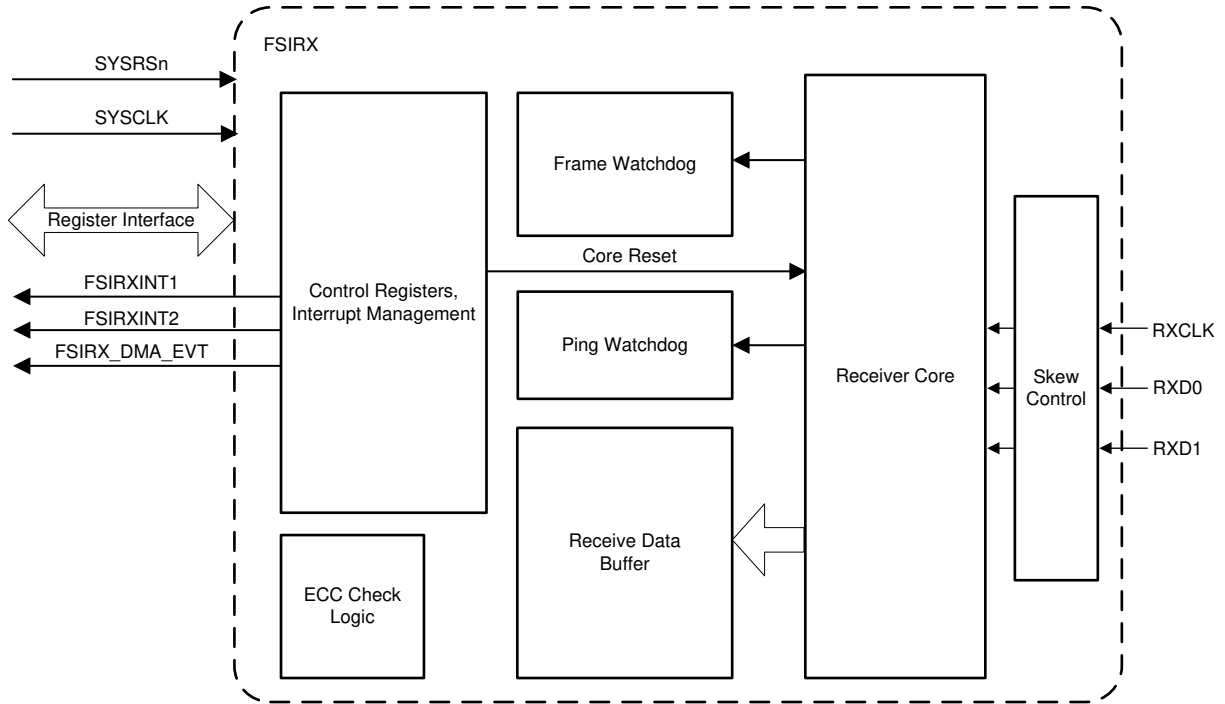 FSIRX
SYSRSn
SYSCLK
Register Interface
FSIRXINT1
FSIRXINT2
FSIRX_DMA_EVT
Control Registers,
Interrupt Management
ECC Check
Logic
Frame Watchdog
Core Reset
Ping Watchdog
Receive Data
Buffer
Receiver Core
Skew
Control
RXCLK
RXD0
RXD1